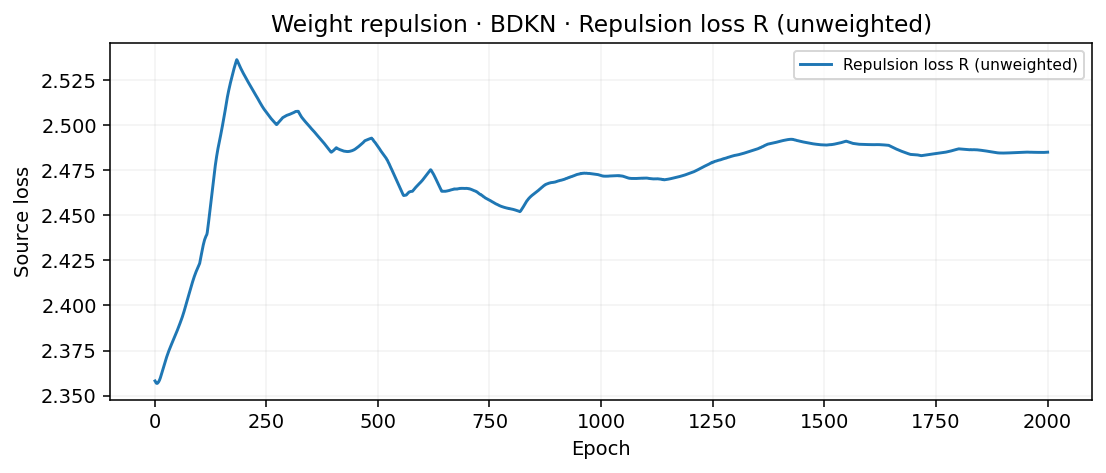 Weight repulsion · BDKN · Repulsion loss R (unweighted)
Repulsion loss R (unweighted)
Source loss
2.525
2.500
2.475
2.450
2.425
2.400
2.375
2.350
0 250 500 750 1000 1250 1500 1750 2000
Epoch